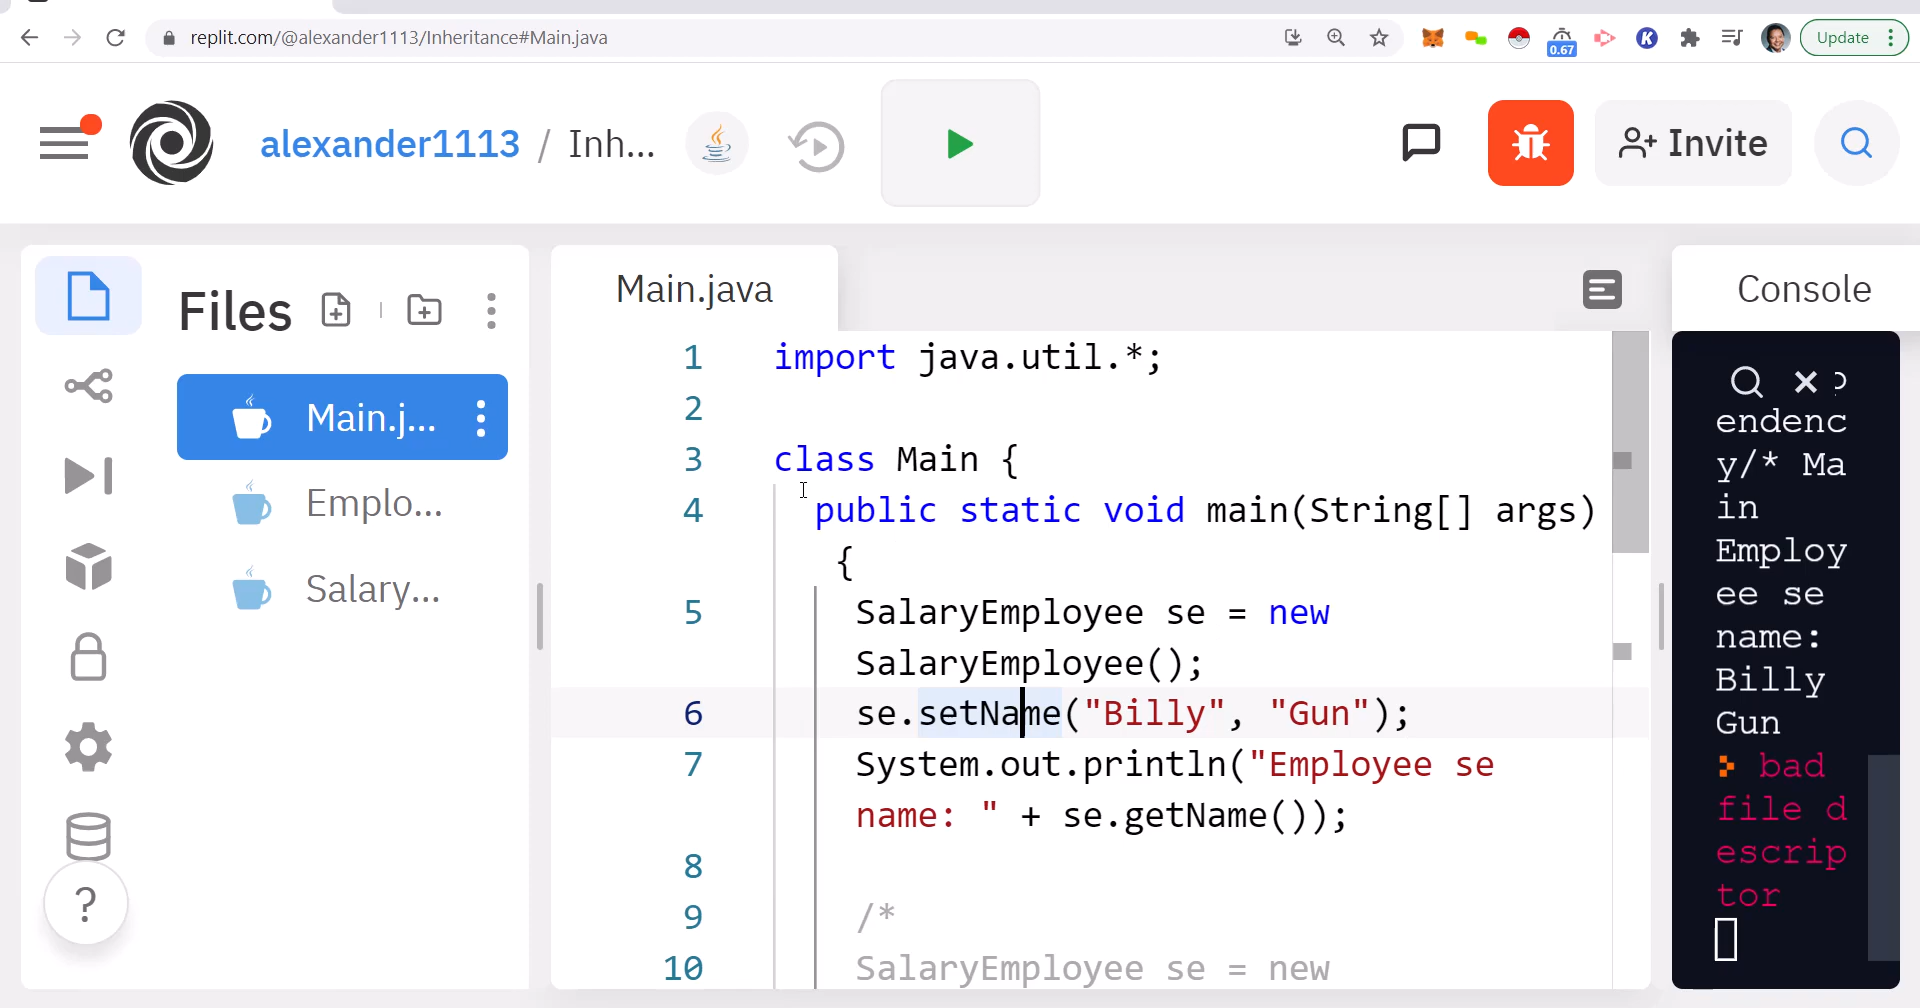 replit.com/@alexander1113/Inheritance#Main.java
0.67
K
Update
alexander1113 / Inh...
Invite
Files
Main.j...
Emplo...
Salary...
?
Main.java
1 import java.util.*;
2
3 class Main {
4 public static void main(String[] args)
{
5 SalaryEmployee se = new
SalaryEmployee();
6 se.setName("Billy", "Gun");
7 System.out.println("Employee se
name: " + se.getName());
8
9 /*
10 SalaryEmployee se = new
Console
endenc
y/* Ma
in
Employ
ee se
name:
Billy
Gun
bad
file d
escrip
tor